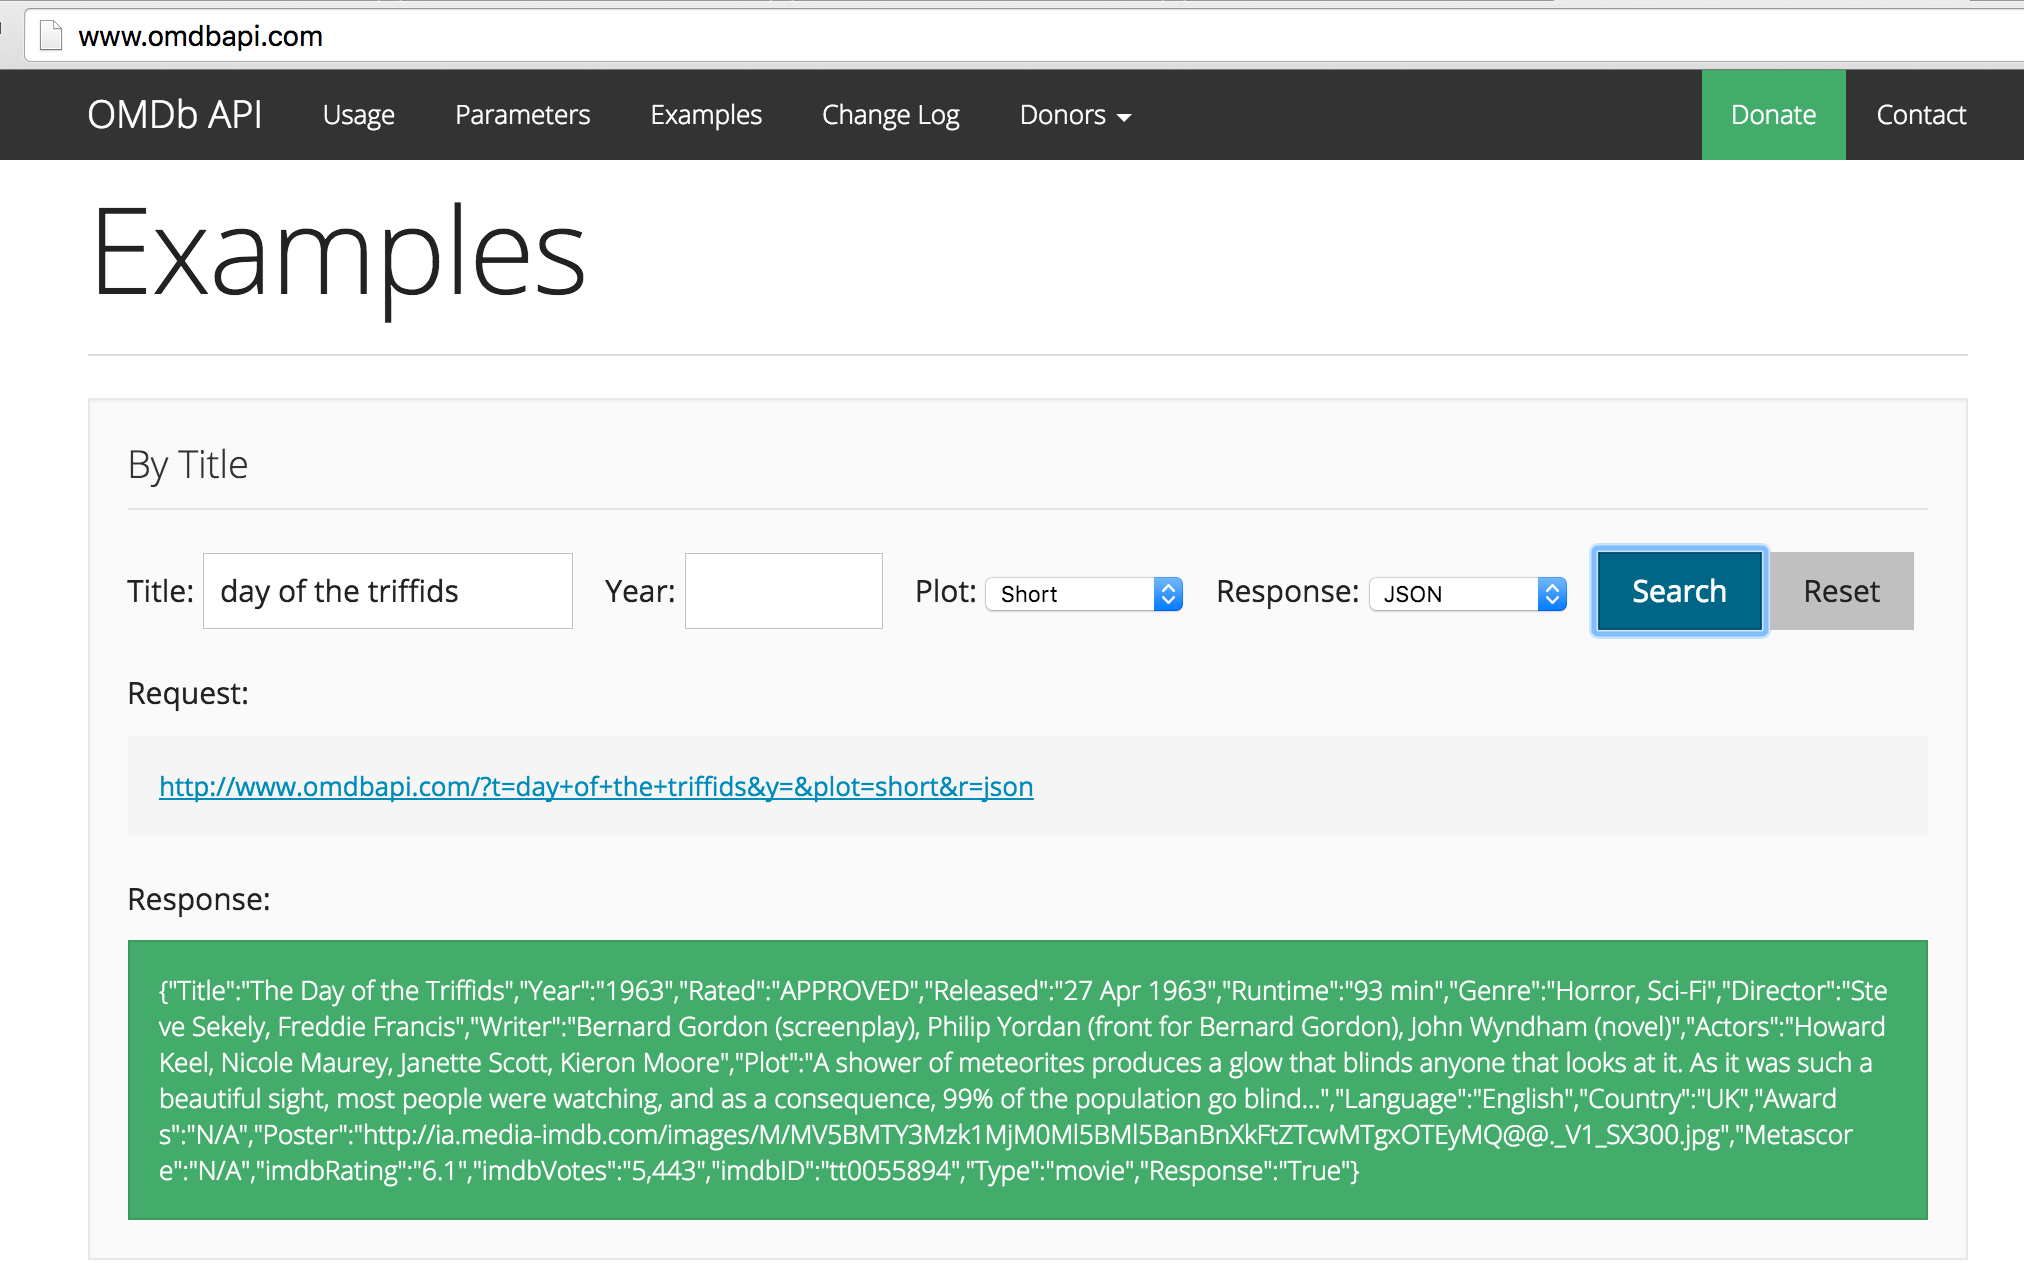 www.omdbapi.com
OMDb API Usage Parameters Examples Change Log Donors Donate Contact
Examples
By Title
Title: day of the triffids Year: Plot: Short Response: JSON Search Reset
Request:
http://www.omdbapi.com/?t=day+of+the+triffids&y=&plot=short&r=json
Response:
{"Title":"The Day of the Triffids","Year":"1963","Rated":"APPROVED","Released":"27 Apr 1963","Runtime":"93 min","Genre":"Horror, Sci-Fi","Director":"Ste
ve Sekely, Freddie Francis","Writer":"Bernard Gordon (screenplay), Philip Yordan (front for Bernard Gordon), John Wyndham (novel)","Actors":"Howard
Keel, Nicole Maurey, Janette Scott, Kieron Moore","Plot":"A shower of meteorites produces a glow that blinds anyone that looks at it. As it was such a
beautiful sight, most people were watching, and as a consequence, 99% of the population go blind...","Language":"English","Country":"UK","Award
s":"N/A","Poster":"http://ia.media-imdb.com/images/M/MV5BMTY3Mzk1MjM0Ml5BMl5BanBnXkFtZTcwMTgxOTEyMQ@@._V1_SX300.jpg","Metascor
e":"N/A","imdbRating":"6.1","imdbVotes":"5,443","imdbID":"tt0055894","Type":"movie","Response":"True"}